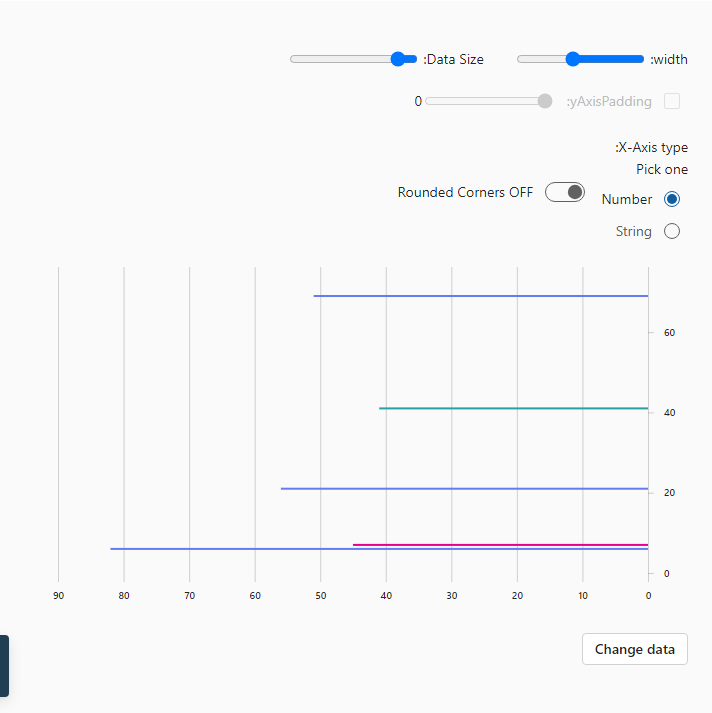 :width
:Data Size
:yAxisPadding
0
:X-Axis type
Pick one
Number
Rounded Corners OFF
String
60
40
20
0
90 80 70 60 50 40 30 20 10 0
Change data